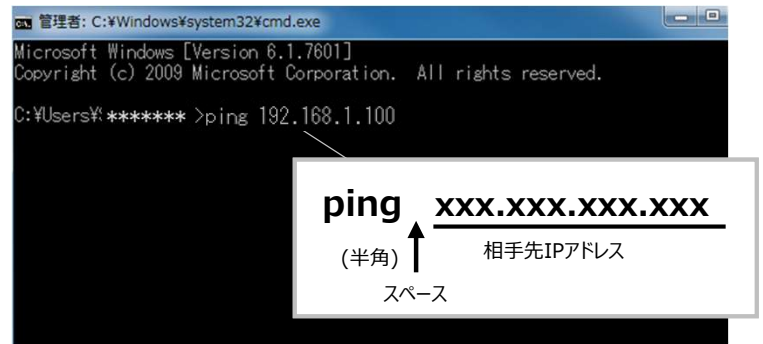 管理者: C:¥Windows¥system32¥cmd.exe
Microsoft Windows [Version 6.1.7601]
Copyright (c) 2009 Microsoft Corporation. All rights reserved.
C:¥Users¥ ******* >ping 192.168.1.100
ping xxx.xxx.xxx.xxx
(半角)
相手先IPアドレス
スペース